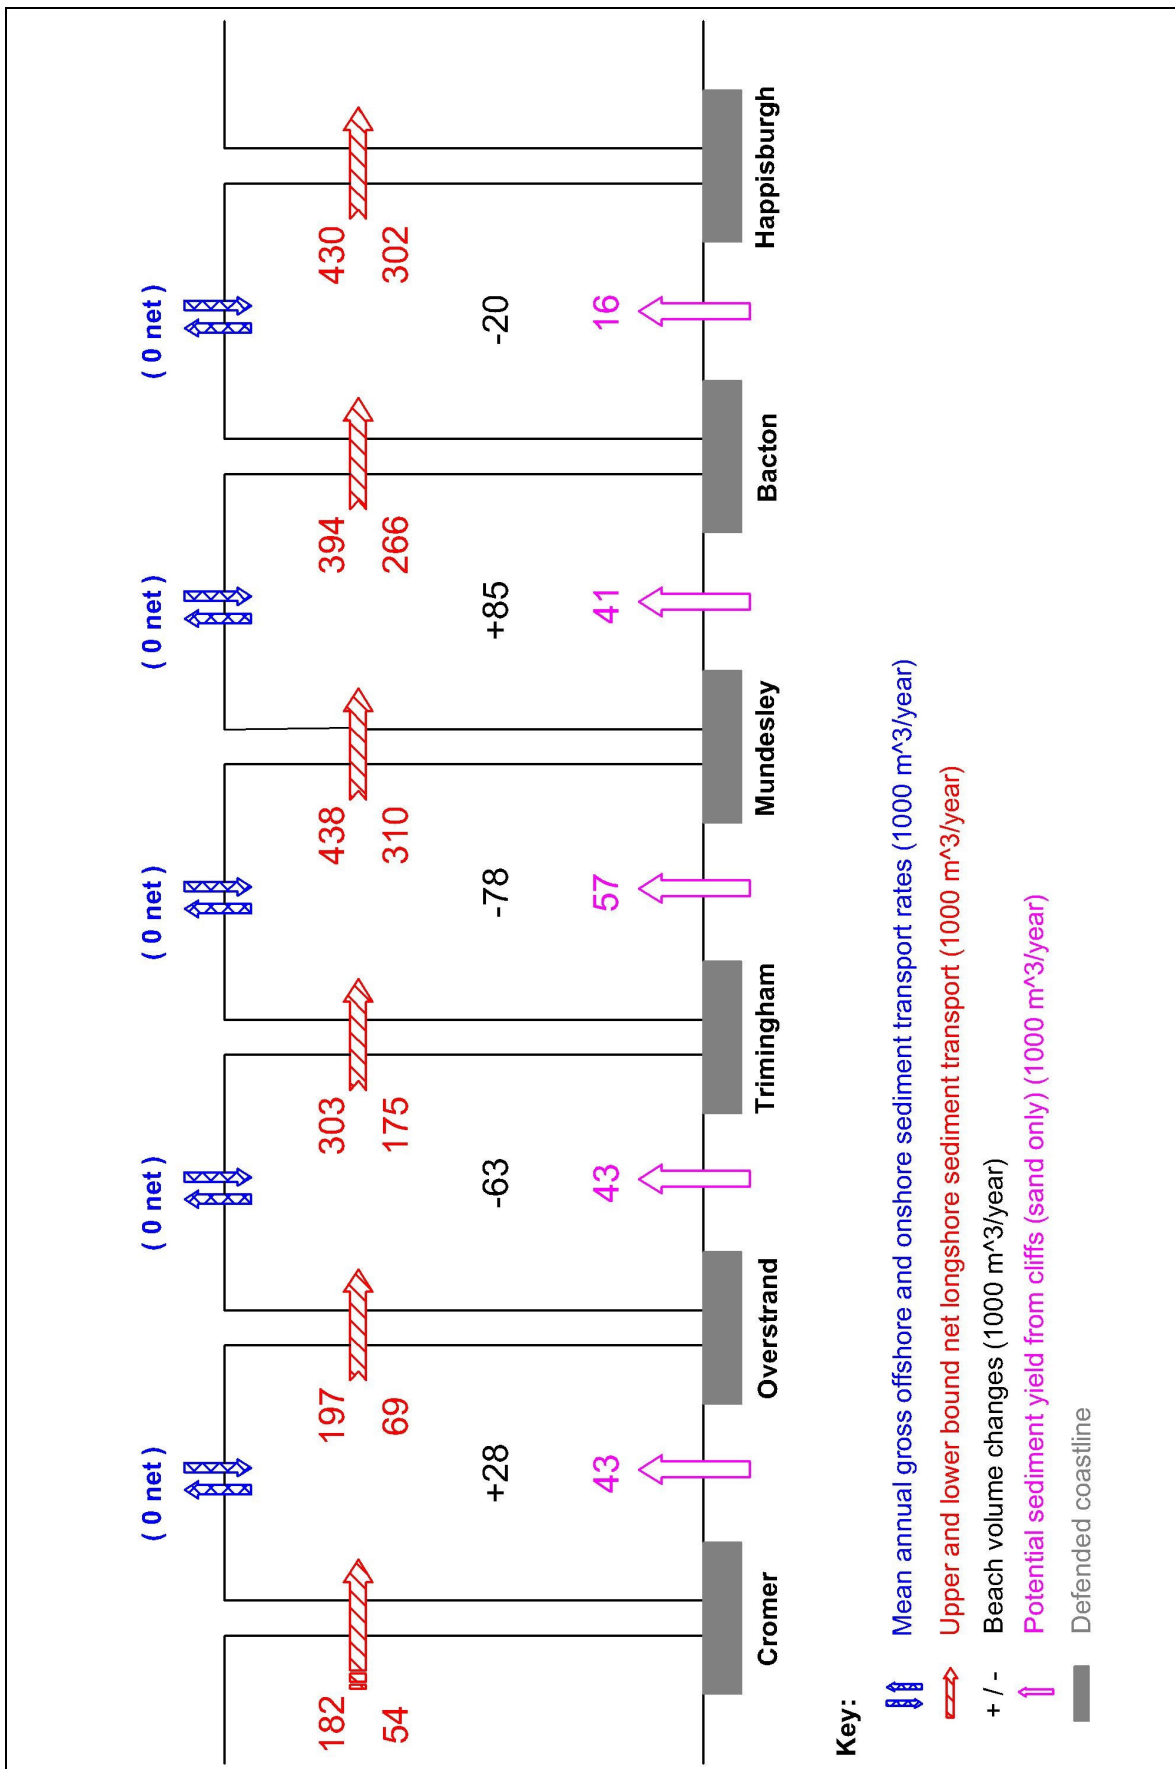 ( 0 net )
( 0 net )
( 0 net )
( 0 net )
( 0 net )
182
197
303
438
394
430
54
69
175
310
266
302
+28
-63
-78
+85
-20
43
43
57
41
16
Cromer
Overstrand
Trimingham
Mundesley
Bacton
Happisburgh
Key:
Mean annual gross offshore and onshore sediment transport rates (1000 m^3/year)
Upper and lower bound net longshore sediment transport (1000 m^3/year)
+ / - Beach volume changes (1000 m^3/year)
Potential sediment yield from cliffs (sand only) (1000 m^3/year)
Defended coastline